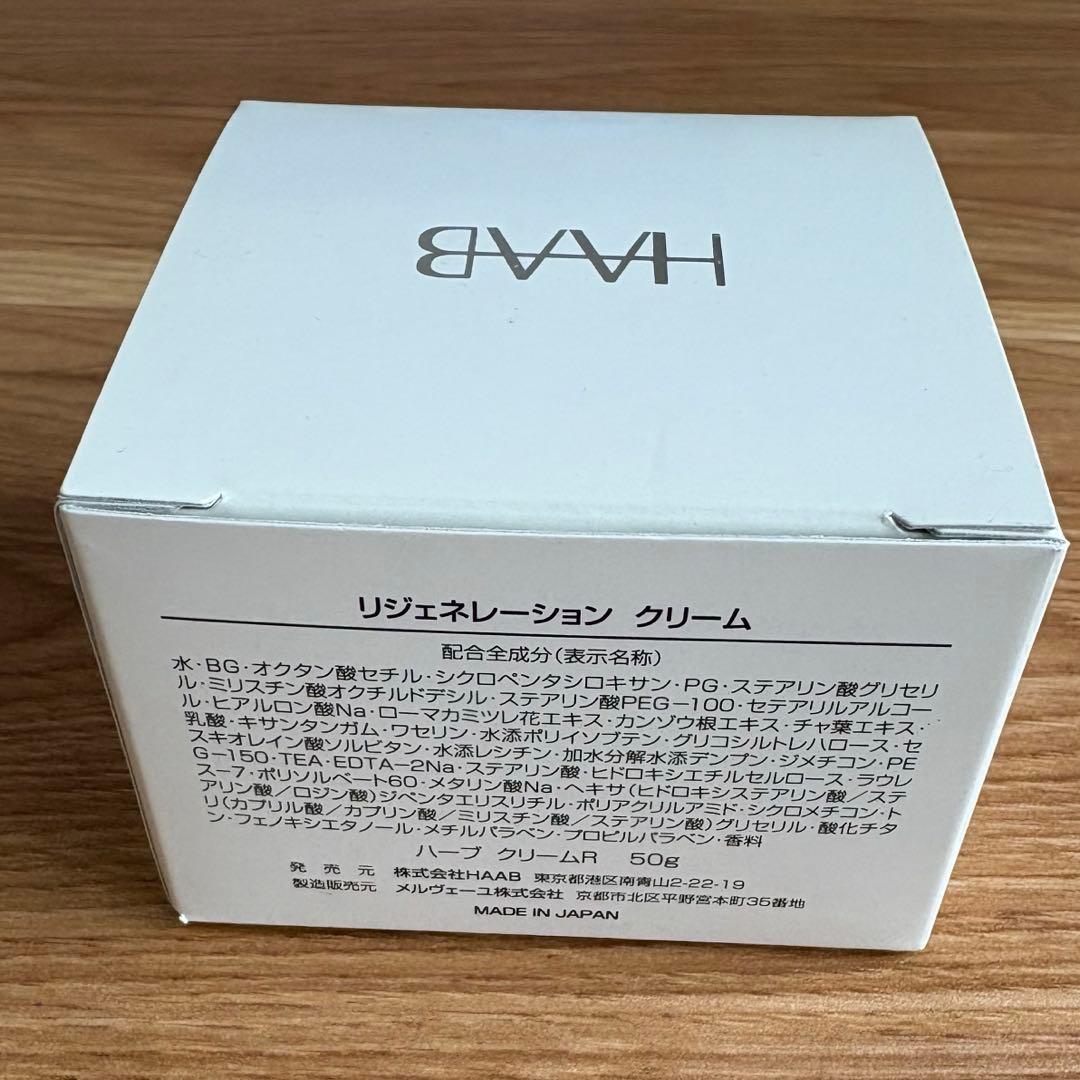 HAAB
リジェネレーション クリーム
配合全成分(表示名称)
水・BG・オクタン酸セチル・シクロペンタシロキサン・PG・ステアリン酸グリセリ
ル・ミリスチン酸オクチルドデシル・ステアリン酸PEG-100・セテアリルアルコー
ル・ヒアルロン酸Na・ローマカミツレ花エキス・カンゾウ根エキス・チャ葉エキス・
乳酸・キサンタンガム・ワセリン・水添ポリイソブテン・グリコシルトレハロース・セ
スキオレイン酸ソルビタン・水添レシチン・加水分解水添デンプン・ジメチコン・PE
G-150・TEA・EDTA-2Na・ステアリン酸・ヒドロキシエチルセルロース・ラウレ
ス-7・ポリソルベート60・メタリン酸Na・ヘキサ(ヒドロキシステアリン酸/ステ
アリン酸/ロジン酸)ジペンタエリスリチル・ポリアクリルアミド・シクロメチコン・ト
リ(カプリル酸/カプリン酸/ミリスチン酸/ステアリン酸)グリセリル・酸化チタ
ン・フェノキシエタノール・メチルパラベン・プロピルパラベン・香料
ハーブ クリームR 50g
発売元 株式会社HAAB 東京都港区南青山2-22-19
製造販売元 メルヴェーユ株式会社 京都市北区平野宮本町35番地
MADE IN JAPAN